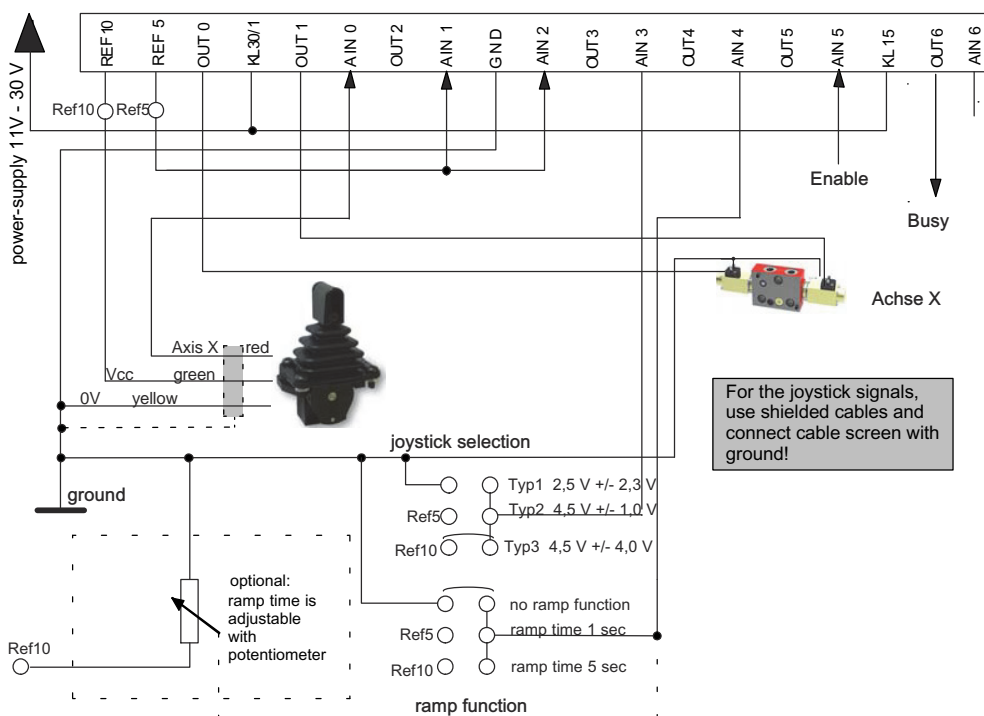 REF10
REF 5
OUT 0
KL30/1
OUT 1
AIN 0
OUT2
AIN 1
GND
AIN 2
OUT3
AIN 3
OUT4
AIN 4
OUT5
AIN 5
KL15
OUT6
AIN 6
power-supply 11V - 30 V
Ref10
Ref5
Enable
Busy
Achse X
Axis X
red
Vcc
green
0V
yellow
For the joystick signals,
use shielded cables and
connect cable screen with
ground!
joystick selection
ground
Typ1 2,5 V +/- 2,3 V
Ref5
Typ2 4,5 V +/- 1,0 V
Ref10
Typ3 4,5 V +/- 4,0 V
optional:
ramp time is
adjustable
with
potentiometer
Ref10
no ramp function
Ref5
ramp time 1 sec
Ref10
ramp time 5 sec
ramp function